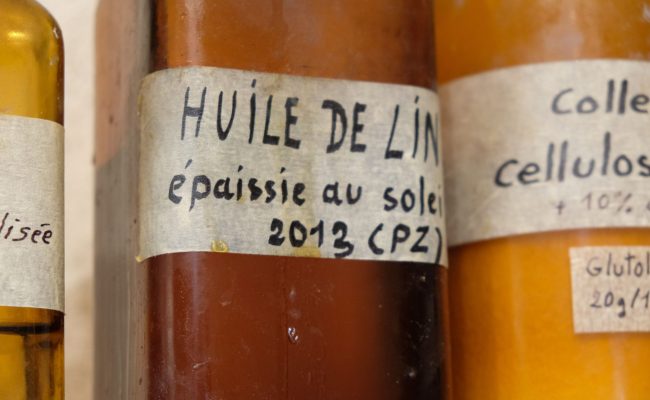 HUILE DE LIN
épaissie au solei
2013 (PZ)
Colle
cellulos
+ 10%
Glutol
20g/1
lisée